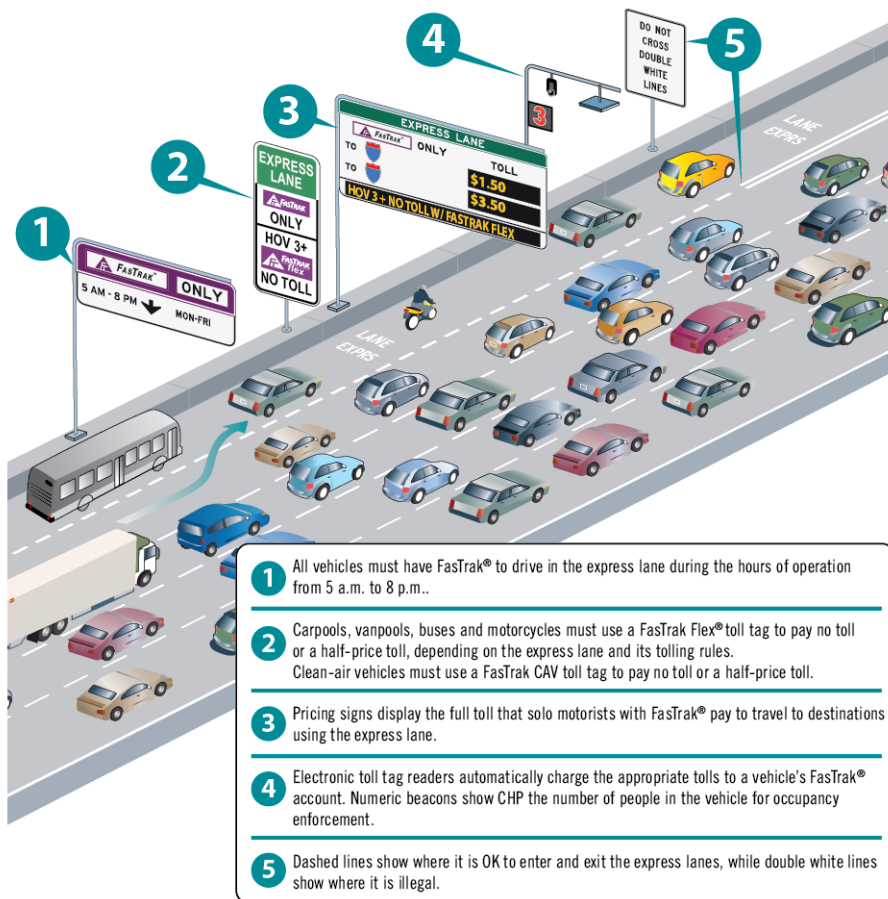 1
FASTRAK™
ONLY
5 AM - 8 PM
MON-FRI
2
EXPRESS
LANE
FASTRAK
ONLY
HOV 3+
FASTRAK
flex
NO TOLL
3
EXPRESS LANE
FASTRAK™ ONLY
TOLL
TO
$1.50
TO
$3.50
HOV 3+ NO TOLL W/ FASTRAK FLEX
4
3
5
DO NOT
CROSS
DOUBLE
WHITE
LINES
LANE
EXPRS
LANE
EXPRS
1 All vehicles must have FasTrak® to drive in the express lane during the hours of operation
from 5 a.m. to 8 p.m..
2 Carpools, vanpools, buses and motorcycles must use a FasTrak Flex® toll tag to pay no toll
or a half-price toll, depending on the express lane and its tolling rules.
Clean-air vehicles must use a FasTrak CAV toll tag to pay no toll or a half-price toll.
3 Pricing signs display the full toll that solo motorists with FasTrak® pay to travel to destinations
using the express lane.
4 Electronic toll tag readers automatically charge the appropriate tolls to a vehicle's FasTrak®
account. Numeric beacons show CHP the number of people in the vehicle for occupancy
enforcement.
5 Dashed lines show where it is OK to enter and exit the express lanes, while double white lines
show where it is illegal.